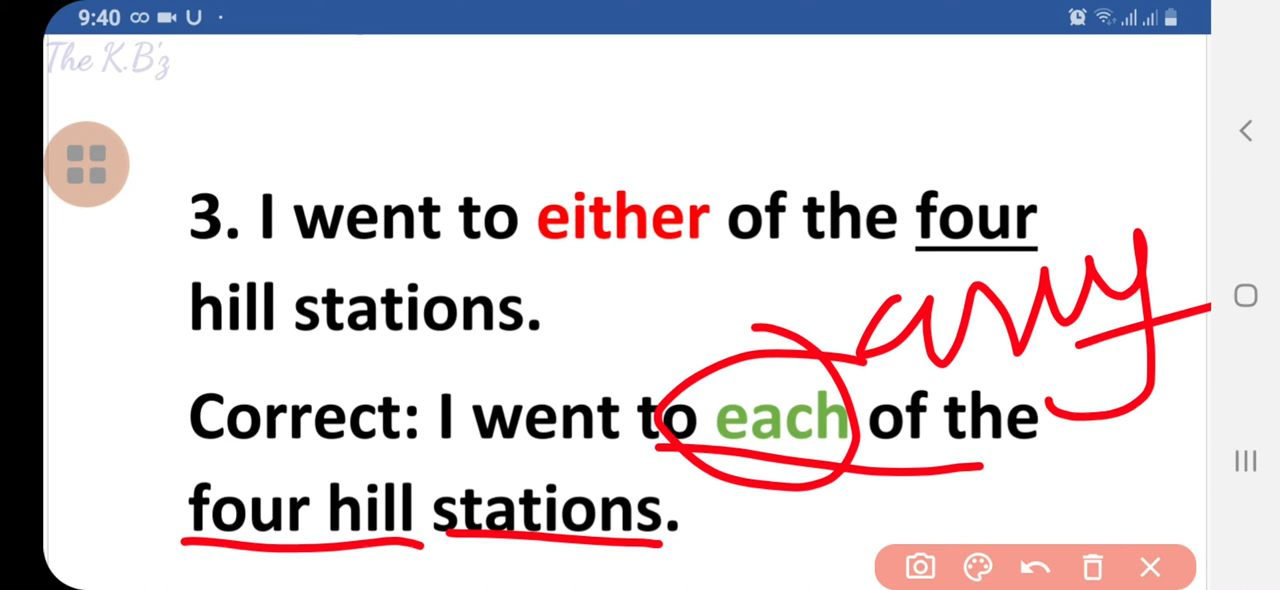 9:40
The K.B'z
3. I went to either of the four
hill stations.
any
Correct: I went to each of the
four hill stations.